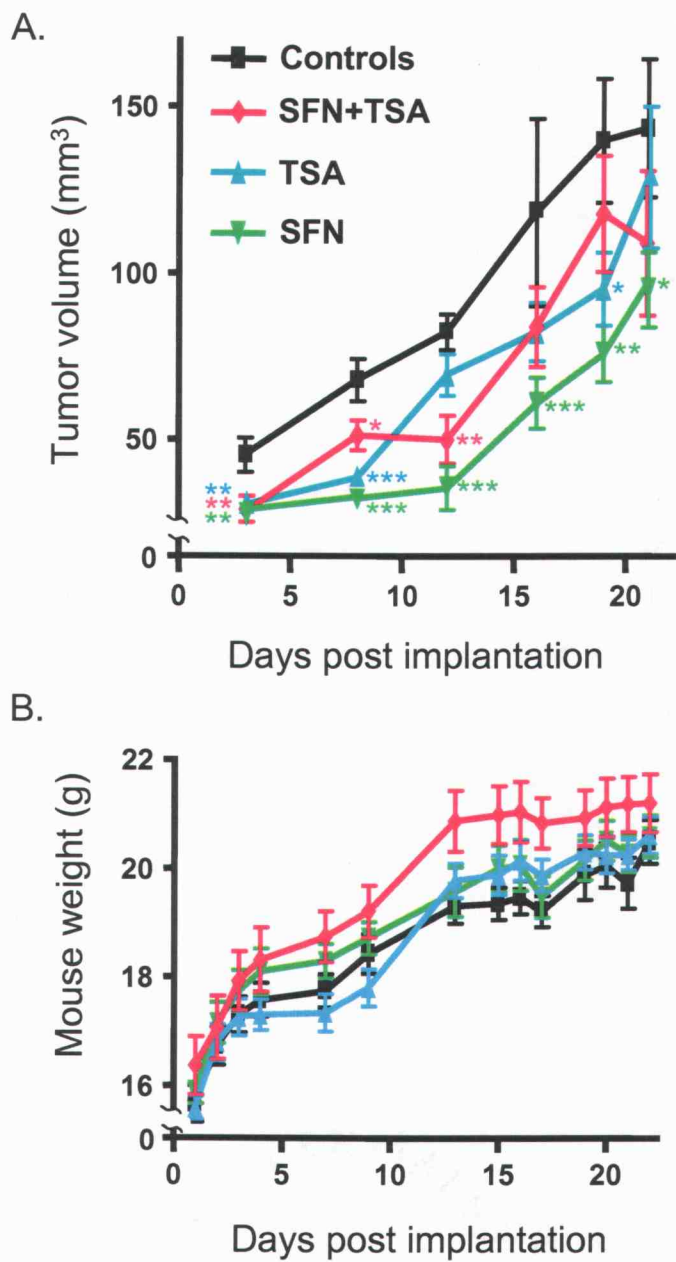 A.
Controls
SFN+TSA
TSA
SFN
Tumor volume (mm³)
150
100
50
0
*
*
*
**
**
***
***
***
***
**
**
**
0 5 10 15 20
Days post implantation
B.
Mouse weight (g)
22
20
18
16
0
0 5 10 15 20
Days post implantation